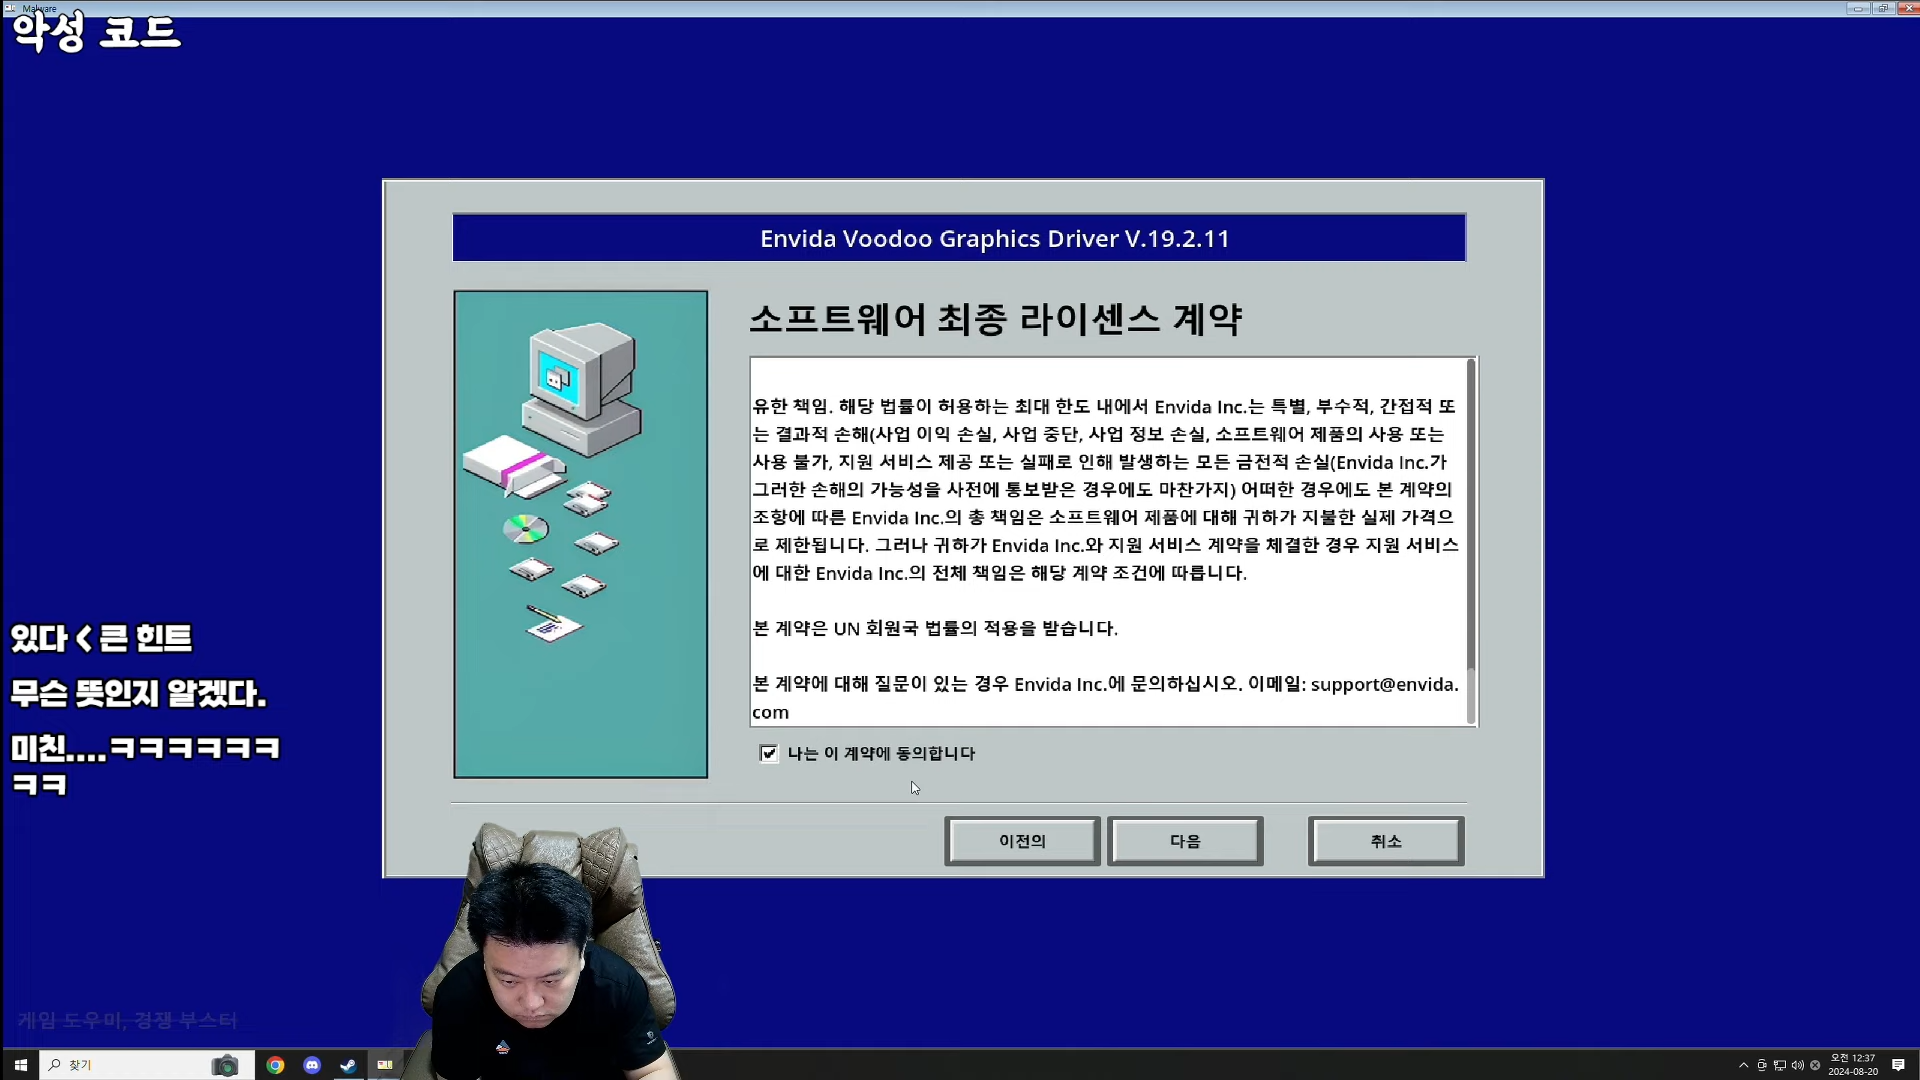 Malware
악성 코드
Envida Voodoo Graphics Driver V.19.2.11
소프트웨어 최종 라이센스 계약
유한 책임. 해당 법률이 허용하는 최대 한도 내에서 Envida Inc.는 특별, 부수적, 간접적 또
는 결과적 손해(사업 이익 손실, 사업 중단, 사업 정보 손실, 소프트웨어 제품의 사용 또는
사용 불가, 지원 서비스 제공 또는 실패로 인해 발생하는 모든 금전적 손실(Envida Inc.가
그러한 손해의 가능성을 사전에 통보받은 경우에도 마찬가지) 어떠한 경우에도 본 계약의
조항에 따른 Envida Inc.의 총 책임은 소프트웨어 제품에 대해 귀하가 지불한 실제 가격으
로 제한됩니다. 그러나 귀하가 Envida Inc.와 지원 서비스 계약을 체결한 경우 지원 서비스
에 대한 Envida Inc.의 전체 책임은 해당 계약 조건에 따릅니다.
본 계약은 UN 회원국 법률의 적용을 받습니다.
본 계약에 대해 질문이 있는 경우 Envida Inc.에 문의하십시오. 이메일: support@envida.
com
나는 이 계약에 동의합니다
이전의
다음
취소
있다 < 큰 힌트
무슨 뜻인지 알겠다.
미친....ㅋㅋㅋㅋㅋㅋ
ㅋㅋ
게임 도우미, 경쟁 부스터
찾기
오전 12:37
2024-08-20